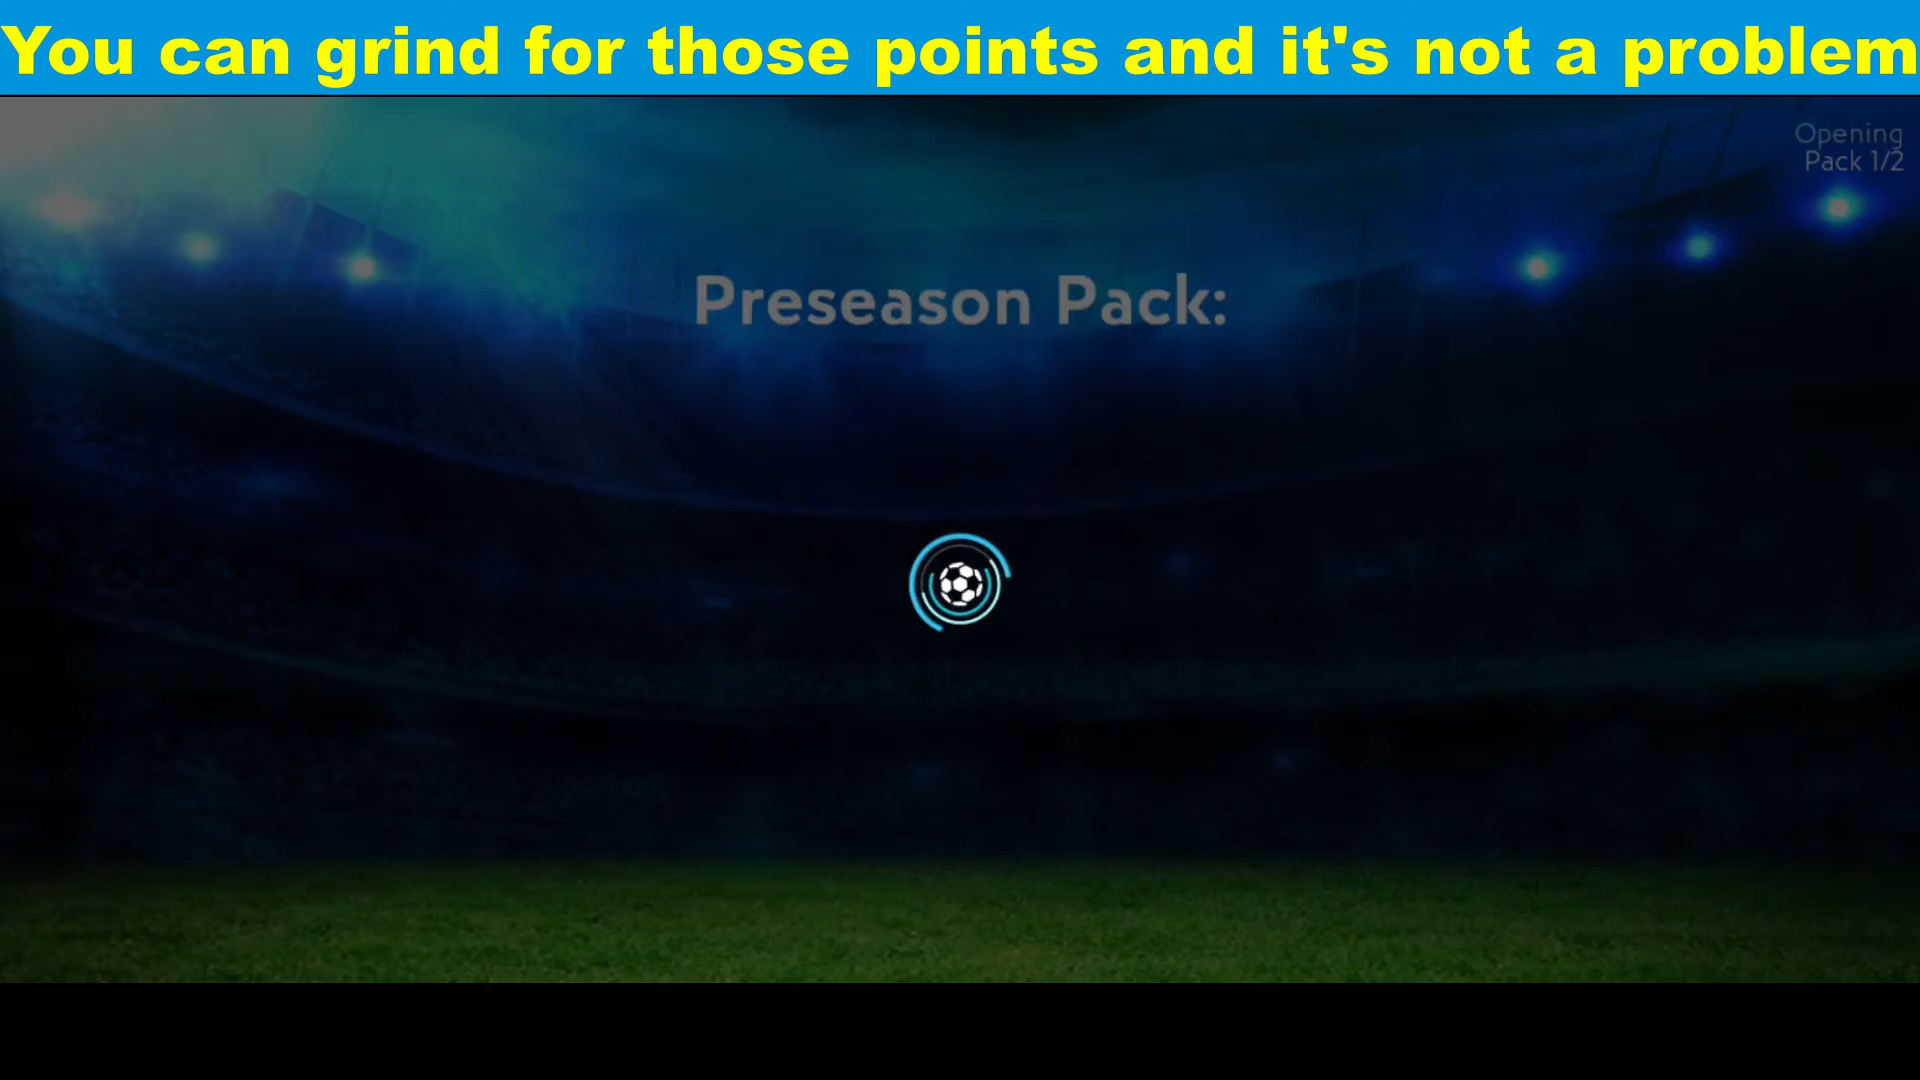 You can grind for those points and it's not a problem
Opening
Pack 1/2
Preseason Pack: